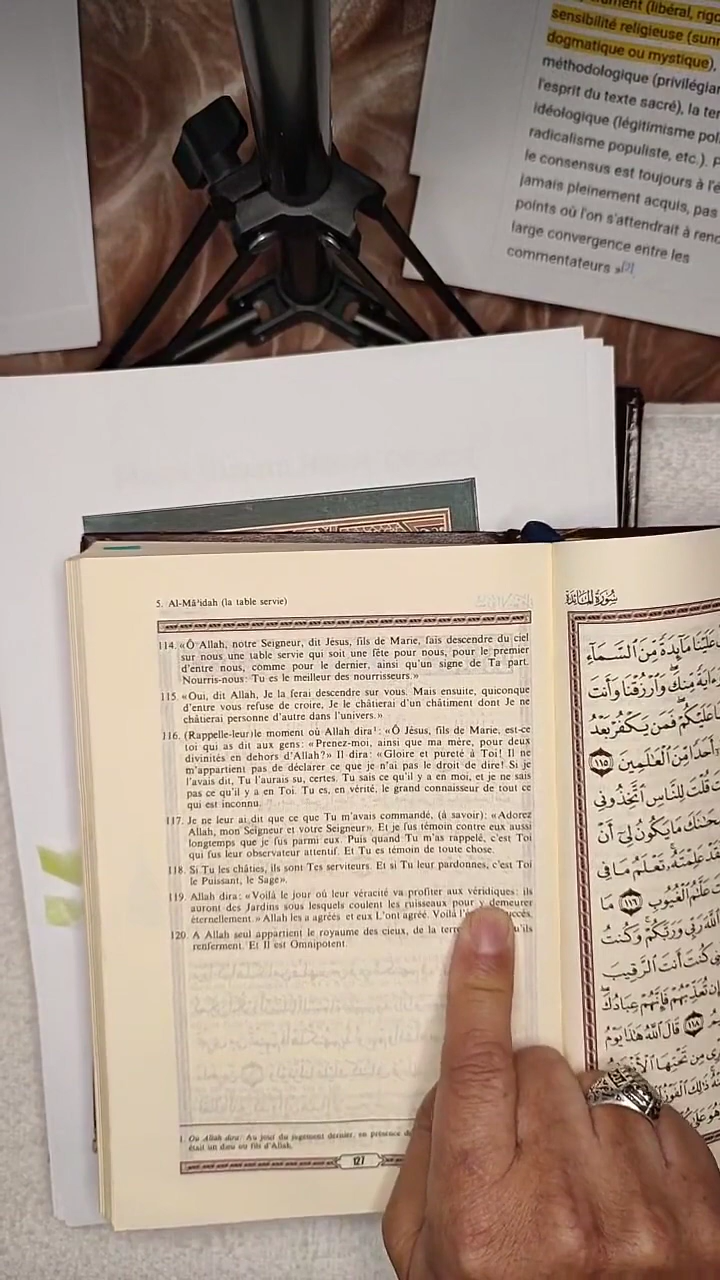 (libéral,
sensibilité religieuse
dogmatique ou mystique),
méthodologique
l'esprit du texte sacré), la
idéologique (légitimisme
radicalisme populiste, etc.).
le consensus est toujours à
jamais pleinement acquis, pas
points où l'on s'attendrait à
large convergence entre les
commentateurs »[2]
5. Al-Mâ'idah (la table servie)
114. «Ô Allah, notre Seigneur, dit Jésus, fils de Marie, fais descendre du ciel
sur nous une table servie qui soit une fête pour nous, pour le premier
d'entre nous, comme pour le dernier, ainsi qu'un signe de Ta part.
Nourris-nous: Tu es le meilleur des nourrisseurs.»
115. «Oui, dit Allah, Je la ferai descendre sur vous. Mais ensuite, quiconque
d'entre vous refuse de croire, Je le châtierai d'un châtiment dont Je ne
châtierai personne d'autre dans l'univers.»
116. (Rappelle-leur) le moment où Allah dira¹: «Ô Jésus, fils de Marie, est-ce
toi qui as dit aux gens: «Prenez-moi, ainsi que ma mère, pour deux
divinités en dehors d'Allah?» Il dira: «Gloire et pureté à Toi! Il ne
m'appartient pas de déclarer ce que je n'ai pas le droit de dire! Si je
l'avais dit, Tu l'aurais su, certes. Tu sais ce qu'il y a en moi, et je ne sais
pas ce qu'il y a en Toi. Tu es, en vérité, le grand connaisseur de tout ce
qui est inconnu.
117. Je ne leur ai dit que ce que Tu m'avais commandé, (à savoir): «Adorez
Allah, mon Seigneur et votre Seigneur». Et je fus témoin contre eux aussi
longtemps que je fus parmi eux. Puis quand Tu m'as rappelé, c'est Toi
qui fus leur observateur attentif. Et Tu es témoin de toute chose.
118. Si Tu les châties, ils sont Tes serviteurs. Et si Tu leur pardonnes, c'est Toi
le Puissant, le Sage».
119 Allah dira: «Voilà le jour où leur véracité va profiter aux véridiques: ils
auront des Jardins sous lesquels coulent les ruisseaux pour y demeurer
éternellement.» Allah les a agréés et eux L'ont agréé. Voilà
120. A Allah seul appartient le royaume des cieux, de la
renferment. Et Il est Omnipotent.
1. Ou Allah dira: Au jour du jugement dernier, en présence
était un dieu ou fils d'Allah.
127
سُورَةُ المَائِدَة
عَلَيْنَا مَآئِدَةً مِّنَ ٱلسَّمَآءِ
وَءَايَةً مِّنكَ وَٱرْزُقْنَا وَأَنتَ
عَلَيْكُمْ فَمَن يَكْفُرْ بَعْدُ
أَحَدًا مِّنَ ٱلْعَٰلَمِينَ ١١٥
قُلْتَ لِلنَّاسِ ٱتَّخِذُونِى
مَا يَكُونُ لِىٓ أَنْ
عَلِمْتَهُۥ تَعْلَمُ مَا فِى
عَلَّٰمُ ٱلْغُيُوبِ ١١٦ مَا
ٱللَّهَ رَبِّى وَرَبَّكُمْ وَكُنتُ
كُنتَ أَنتَ ٱلرَّقِيبَ
تُعَذِّبْهُمْ فَإِنَّهُمْ عِبَادُكَ
١١٨ قَالَ ٱللَّهُ هَٰذَا يَوْمُ
مِن تَحْتِهَا